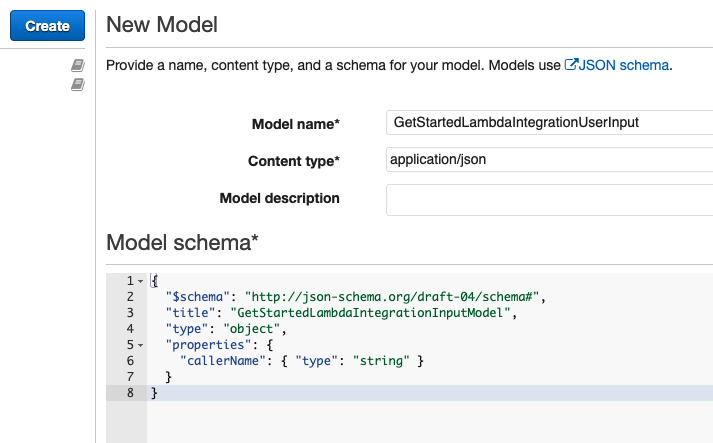 Create
New Model
Provide a name, content type, and a schema for your model. Models use JSON schema.
Model name*
GetStartedLambdaIntegrationUserInput
Content type*
application/json
Model description
Model schema*
1 {
2 "$schema": "http://json-schema.org/draft-04/schema#",
3 "title": "GetStartedLambdaIntegrationInputModel",
4 "type": "object",
5 "properties": {
6 "callerName": { "type": "string" }
7 }
8 }